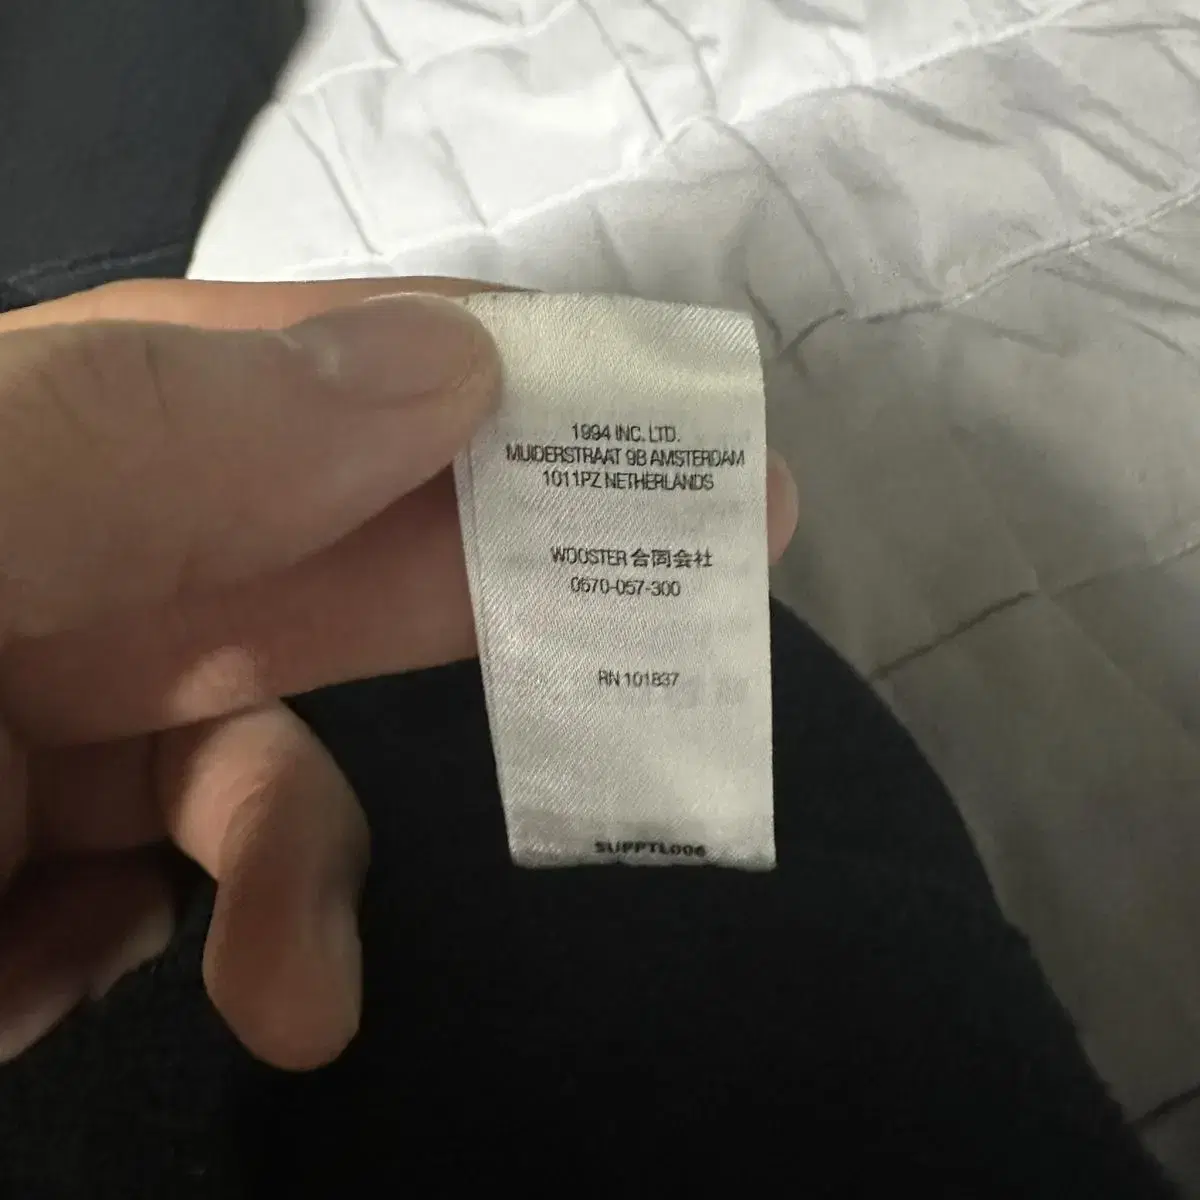 1994 INC. LTD.
MUIDERSTRAAT 9B AMSTERDAM
1011PZ NETHERLANDS
WOOSTER 合同会社
0670-057-300
RN 101837
SUPPTL006